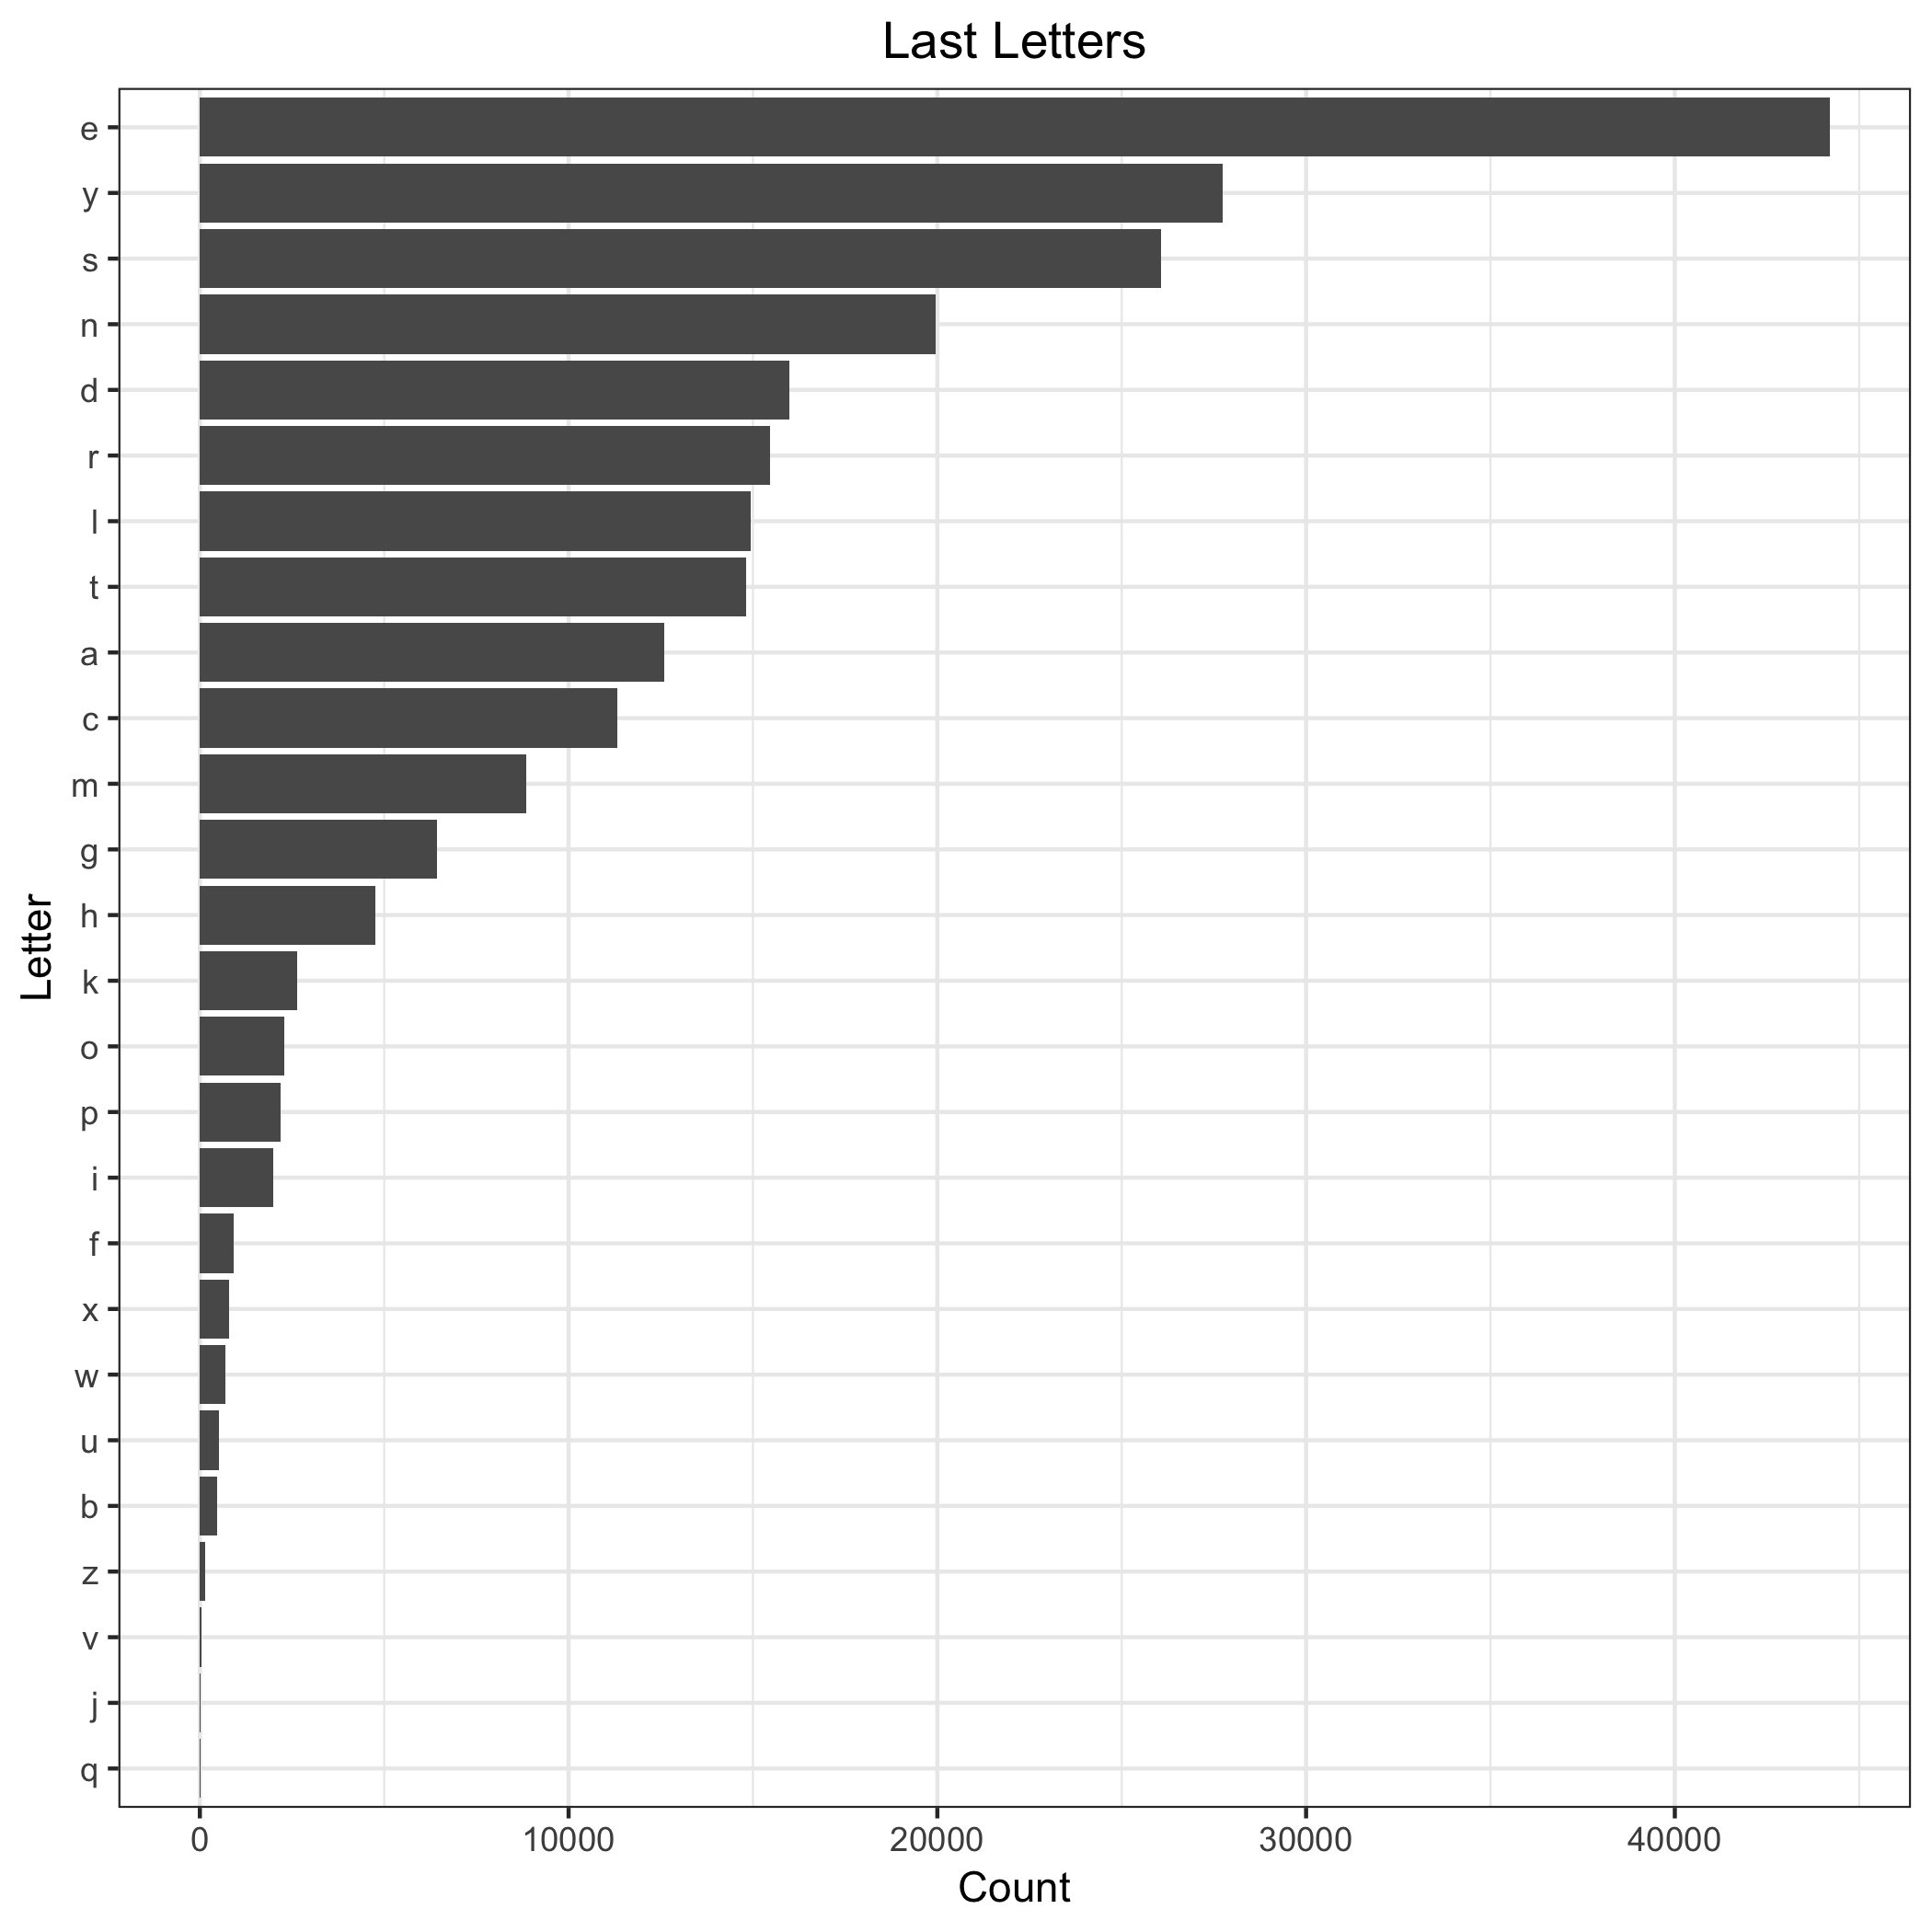 Last Letters
e
y
s
n
d
r
l
t
a
c
m
g
h
k
o
p
i
f
x
w
u
b
z
v
j
q
Letter
0 10000 20000 30000 40000
Count